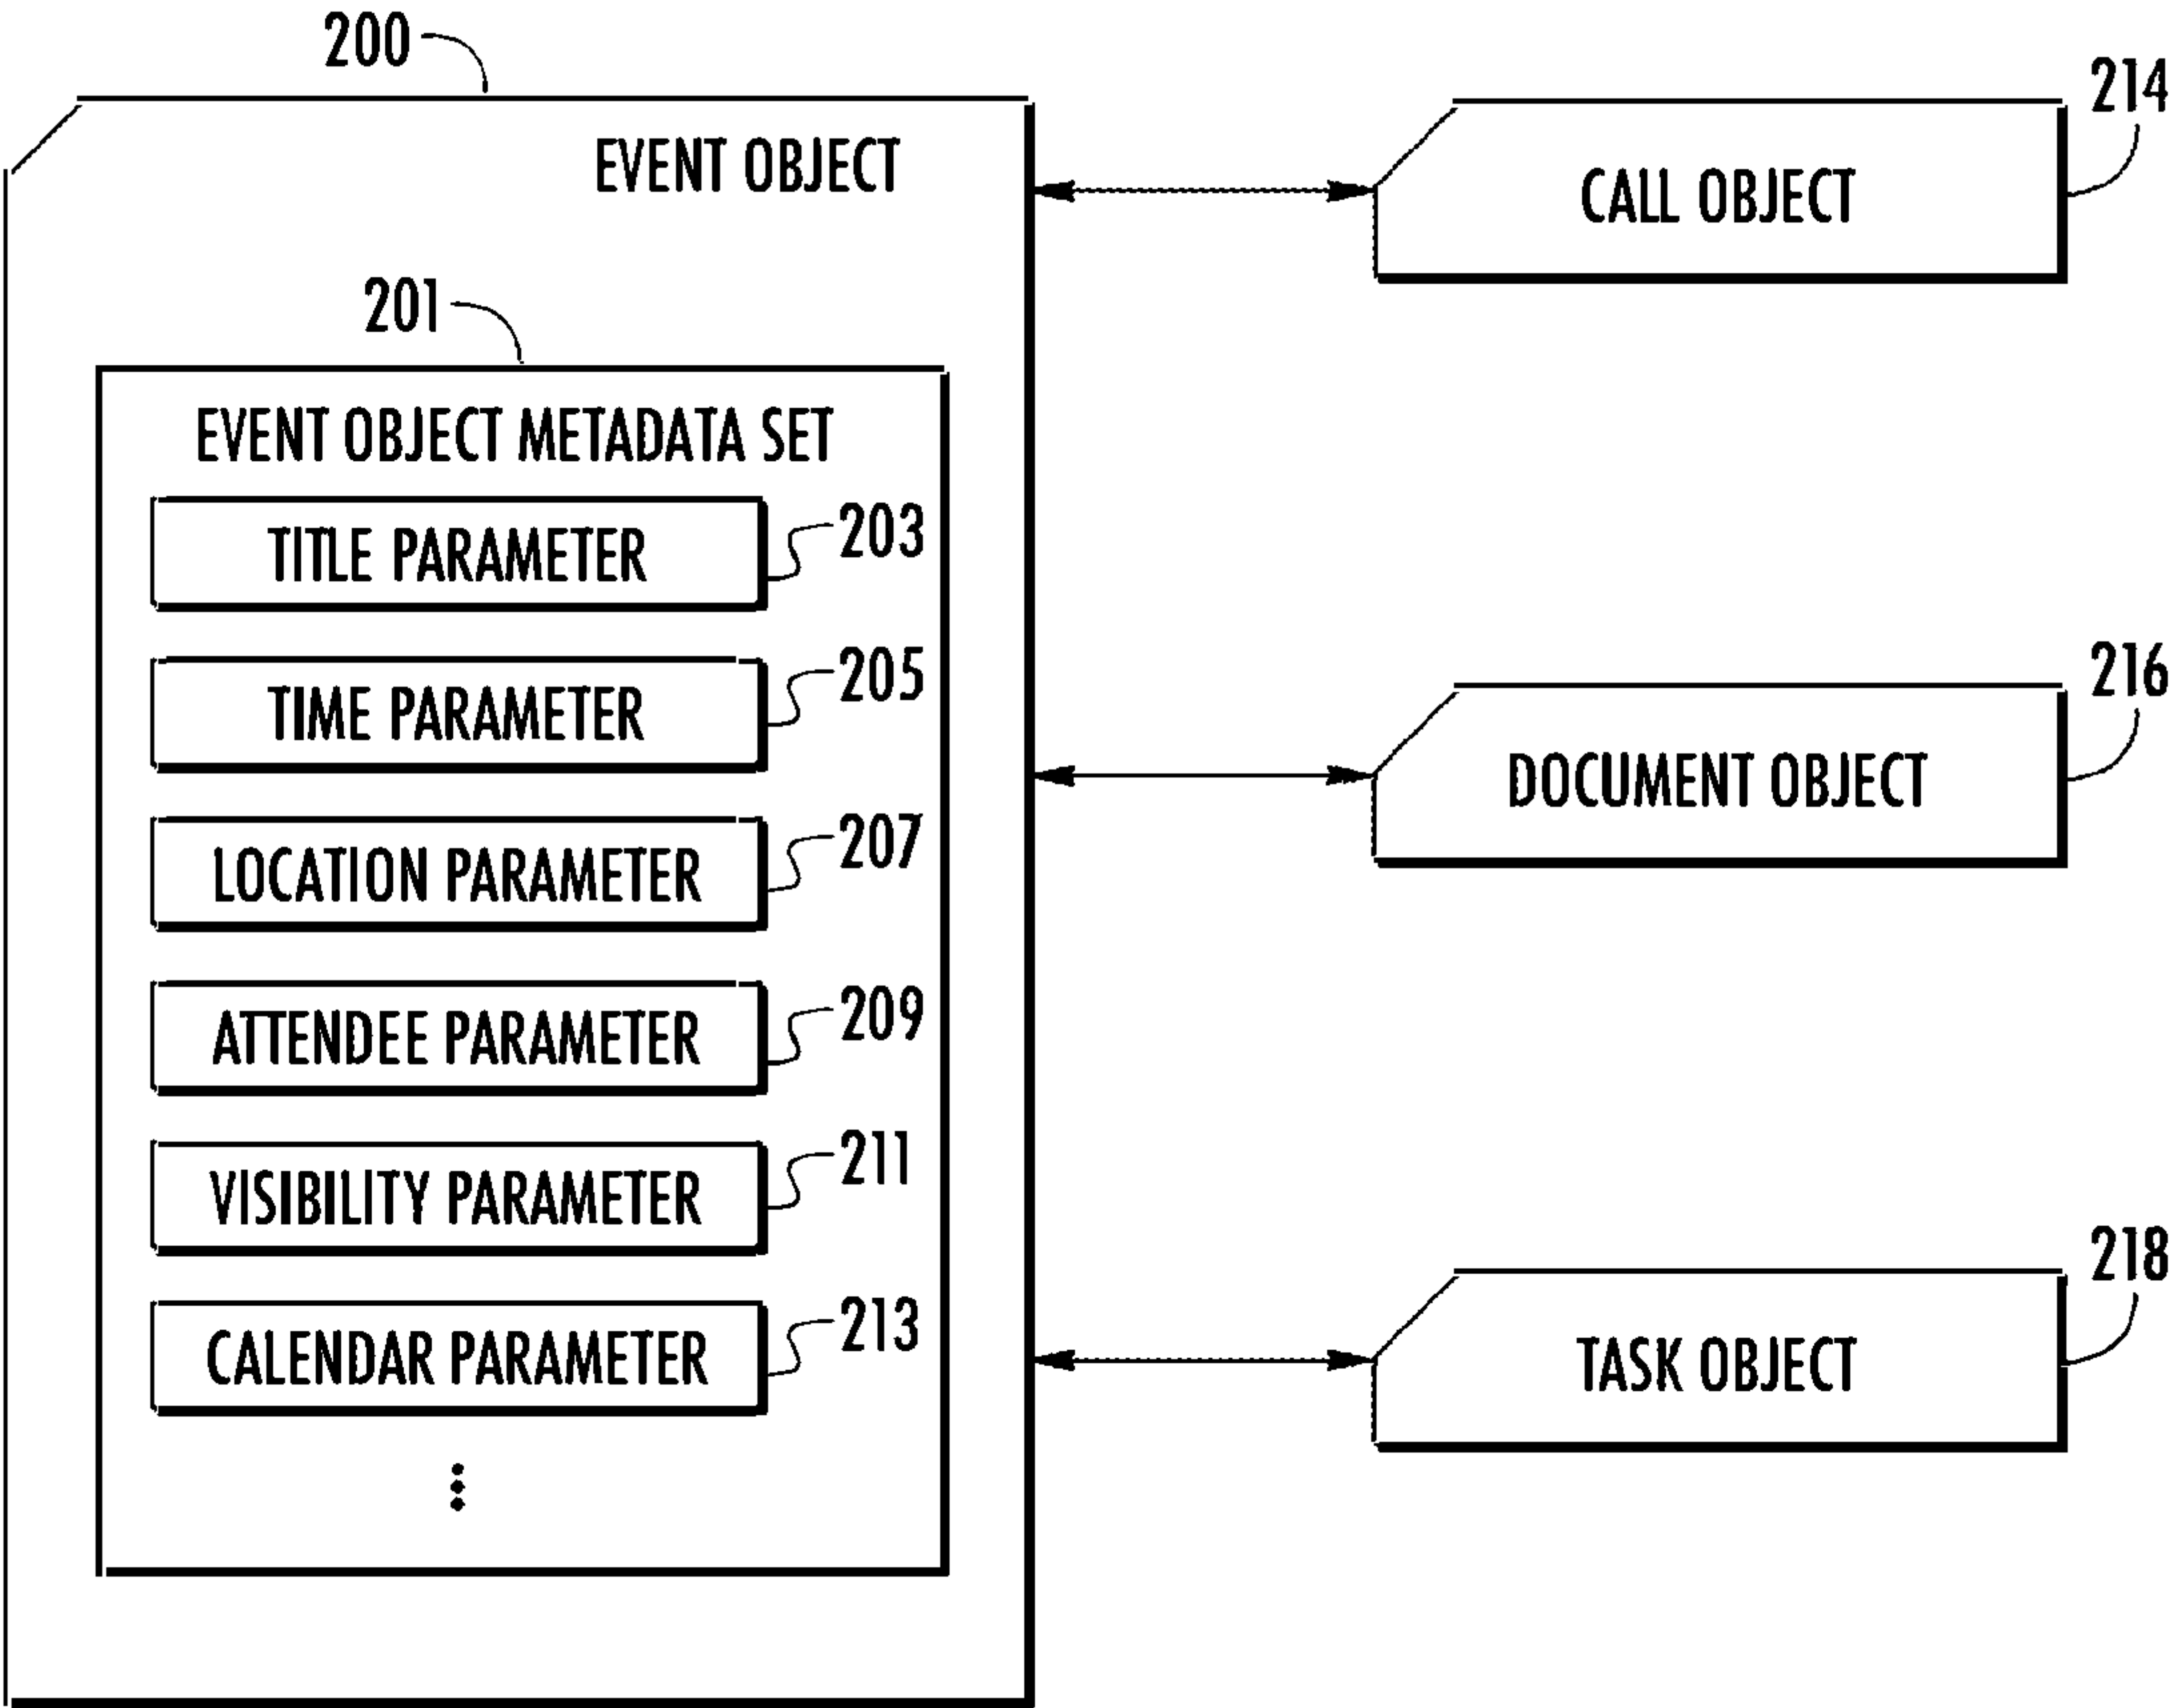 200
EVENT OBJECT
201
EVENT OBJECT METADATA SET
TITLE PARAMETER
203
TIME PARAMETER
205
LOCATION PARAMETER
207
ATTENDEE PARAMETER
209
VISIBILITY PARAMETER
211
CALENDAR PARAMETER
213
214
CALL OBJECT
216
DOCUMENT OBJECT
218
TASK OBJECT